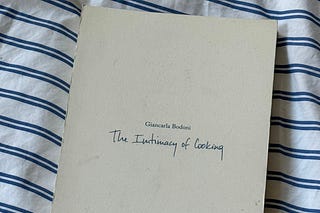 Giancarla Bodoni
The Intimacy of Cooking